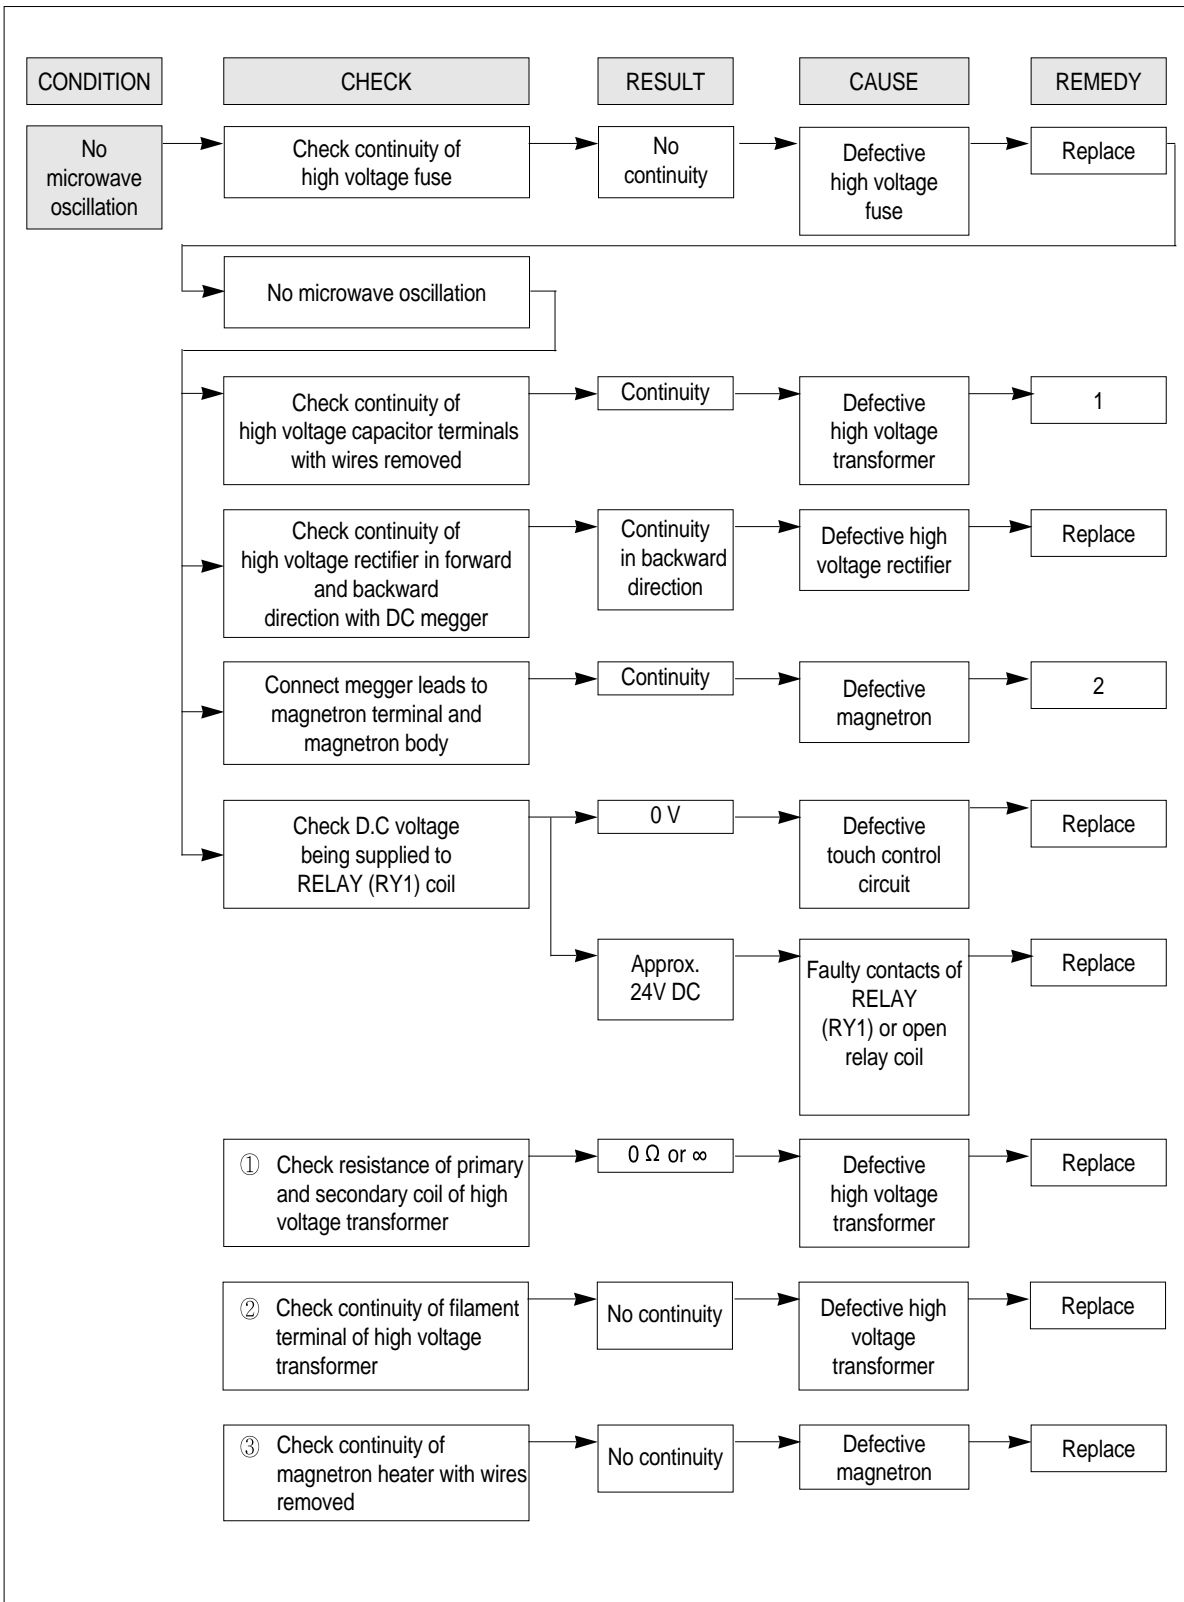 CONDITION
CHECK
RESULT
CAUSE
REMEDY
No
microwave
oscillation
Check continuity of
high voltage fuse
No
continuity
Defective
high voltage
fuse
Replace
No microwave oscillation
Check continuity of
high voltage capacitor terminals
with wires removed
Continuity
Defective
high voltage
transformer
1
Check continuity of
high voltage rectifier in forward
and backward
direction with DC megger
Continuity
in backward
direction
Defective high
voltage rectifier
Replace
Connect megger leads to
magnetron terminal and
magnetron body
Continuity
Defective
magnetron
2
Check D.C voltage
being supplied to
RELAY (RY1) coil
0 V
Defective
touch control
circuit
Replace
Approx.
24V DC
Faulty contacts of
RELAY
(RY1) or open
relay coil
Replace
① Check resistance of primary
and secondary coil of high
voltage transformer
0 Ω or ∞
Defective
high voltage
transformer
Replace
② Check continuity of filament
terminal of high voltage
transformer
No continuity
Defective high
voltage
transformer
Replace
③ Check continuity of
magnetron heater with wires
removed
No continuity
Defective
magnetron
Replace